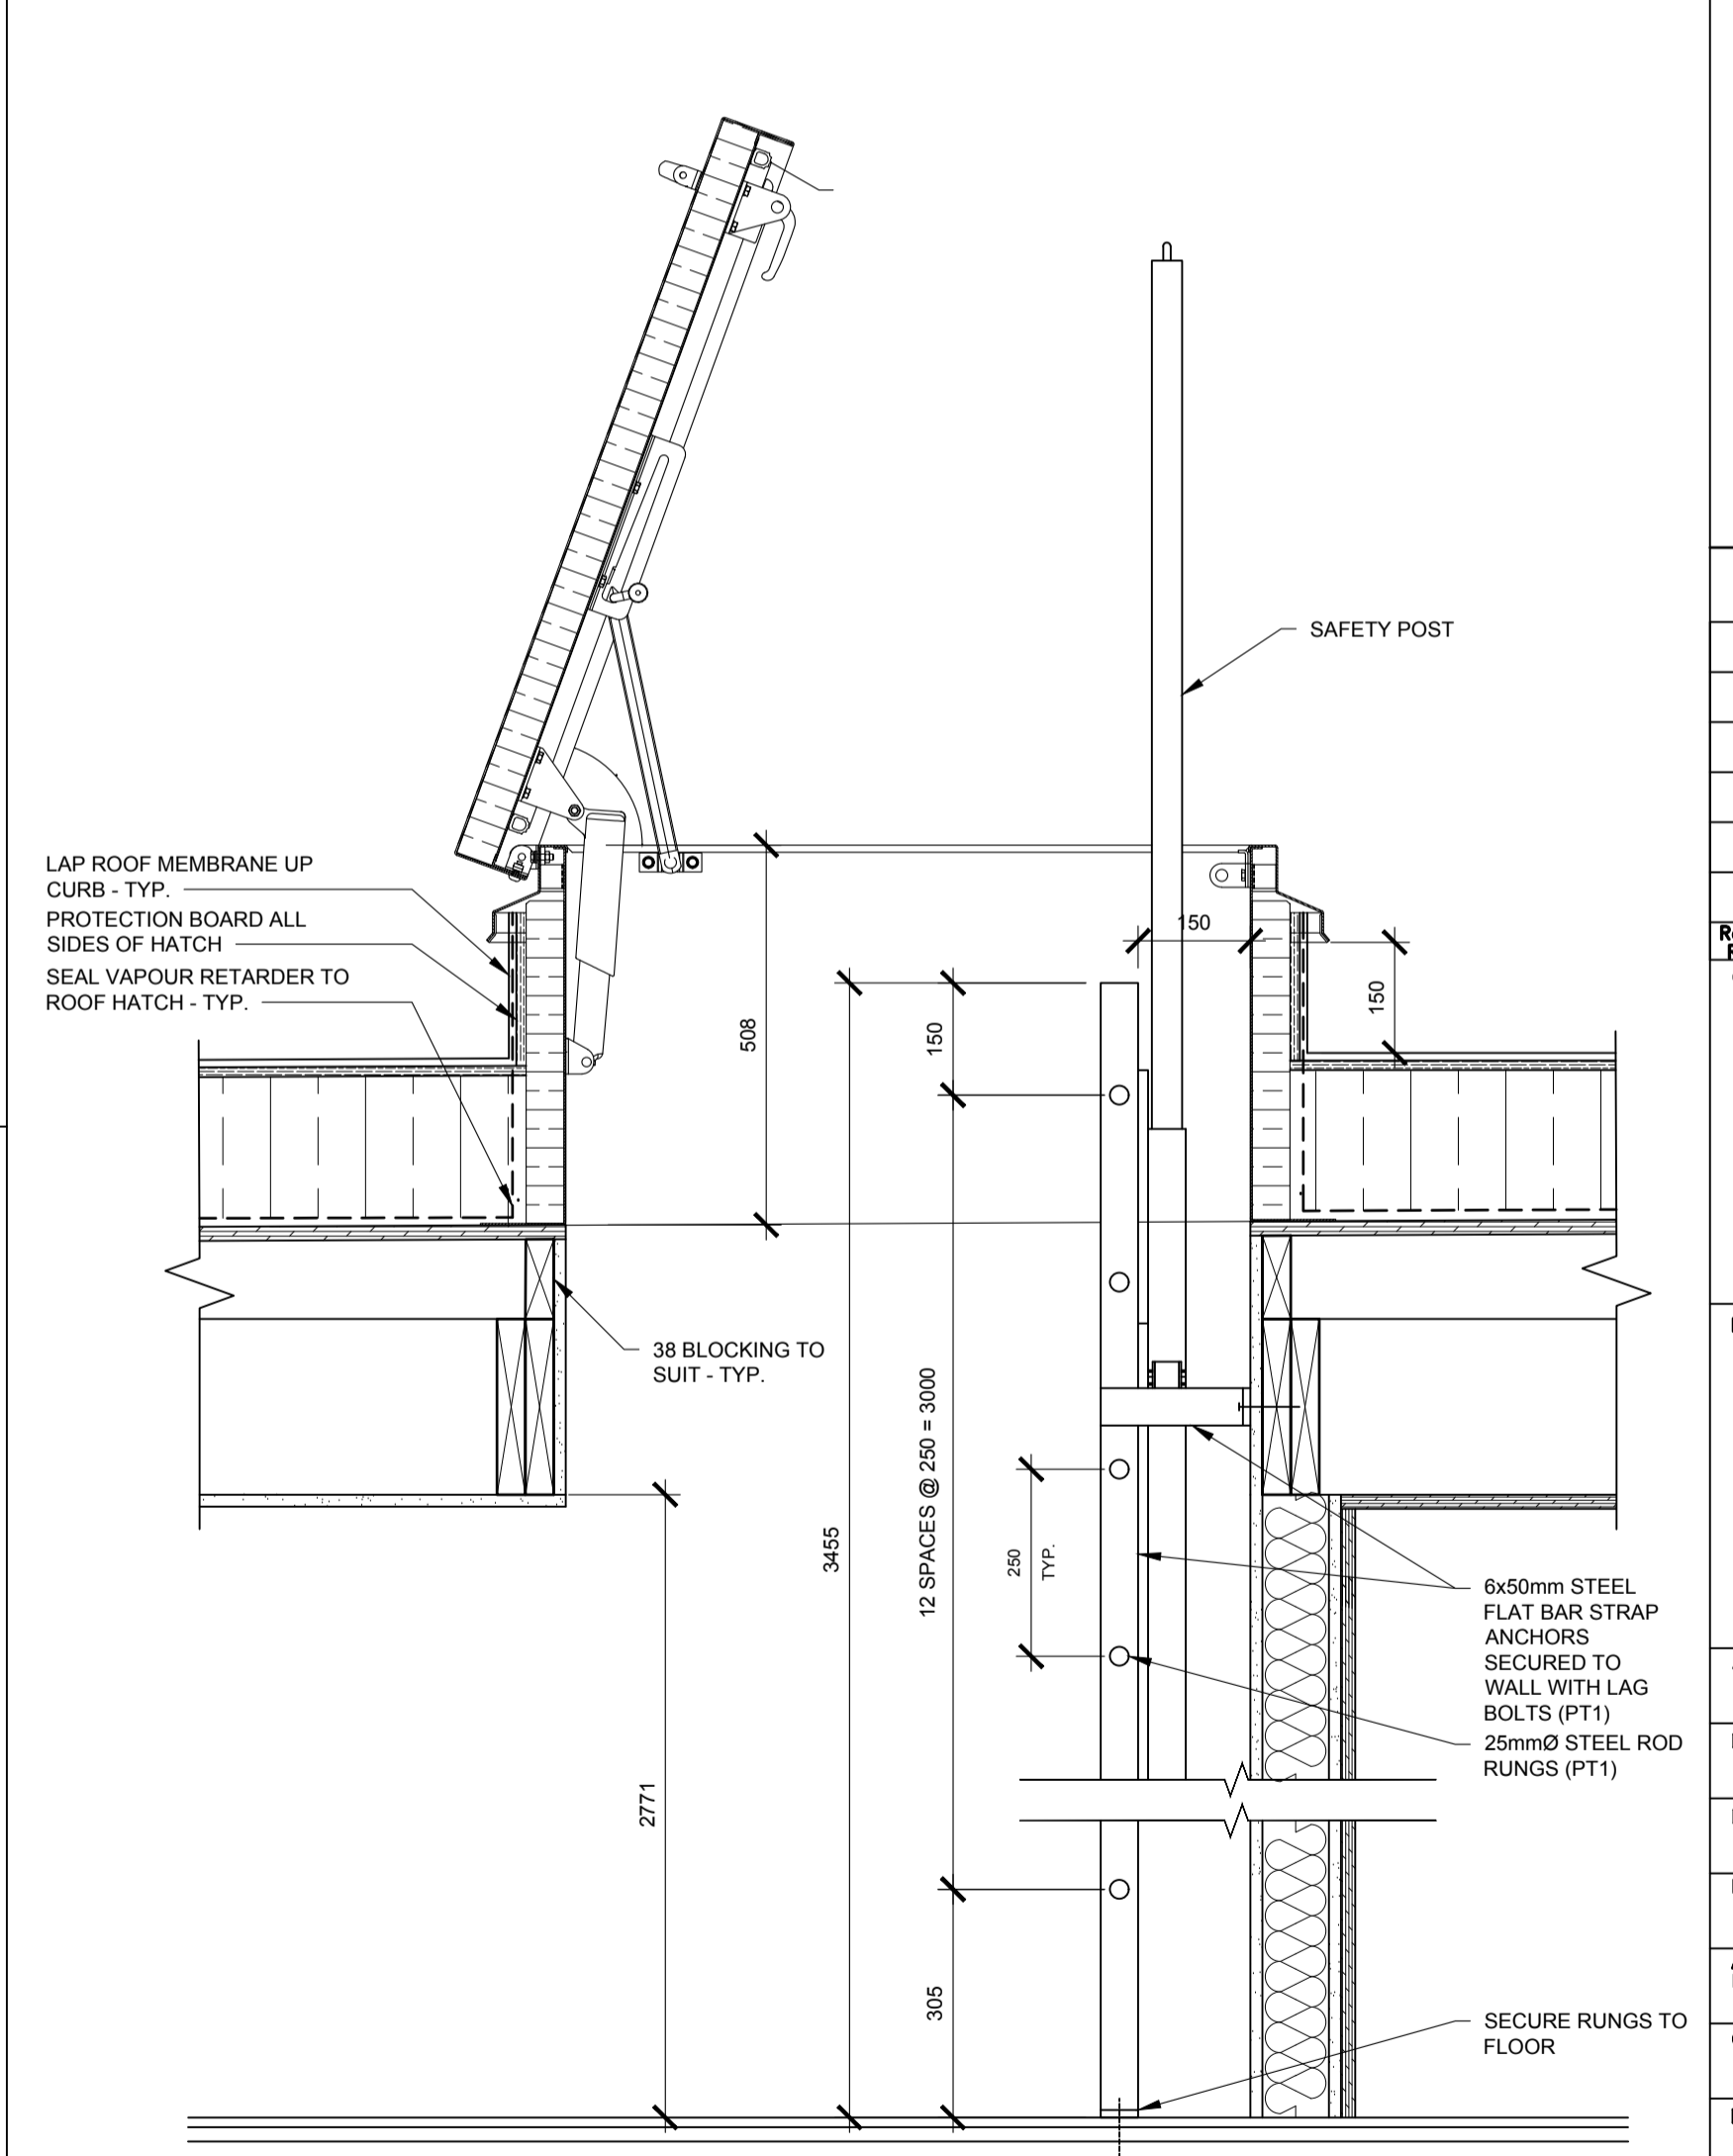 SAFETY POST
LAP ROOF MEMBRANE UP
CURB - TYP.
PROTECTION BOARD ALL
SIDES OF HATCH
SEAL VAPOUR RETARDER TO
ROOF HATCH - TYP.
150
150
508
150
38 BLOCKING TO
SUIT - TYP.
12 SPACES @ 250 = 3000
3455
250
TYP.
6x50mm STEEL
FLAT BAR STRAP
ANCHORS
SECURED TO
WALL WITH LAG
BOLTS (PT1)
25mmØ STEEL ROD
RUNGS (PT1)
2771
305
SECURE RUNGS TO
FLOOR